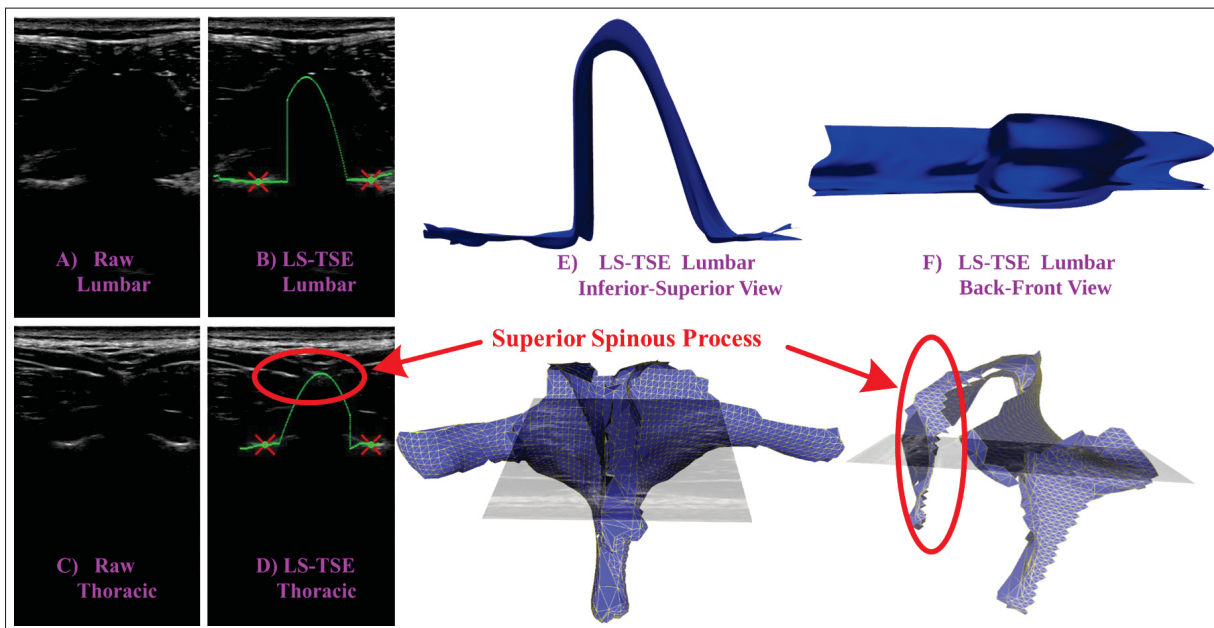 A) Raw
Lumbar
B) LS-TSE
Lumbar
E) LS-TSE Lumbar
Inferior-Superior View
F) LS-TSE Lumbar
Back-Front View
Superior Spinous Process
C) Raw
Thoracic
D) LS-TSE
Thoracic